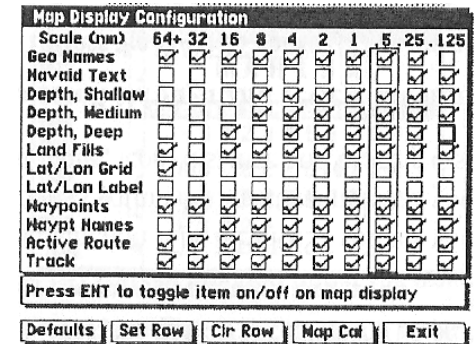 Map Display Configuration
Scale (nm) 64+ 32 16 8 4 2 1 .5 .25 .125
Geo Names
Navaid Text
Depth, Shallow
Depth, Medium
Depth, Deep
Land Fills
Lat/Lon Grid
Lat/Lon Label
Waypoints
Waypt Names
Active Route
Track
Press ENT to toggle item on/off on map display
Defaults Set Row Clr Row Map Cal Exit